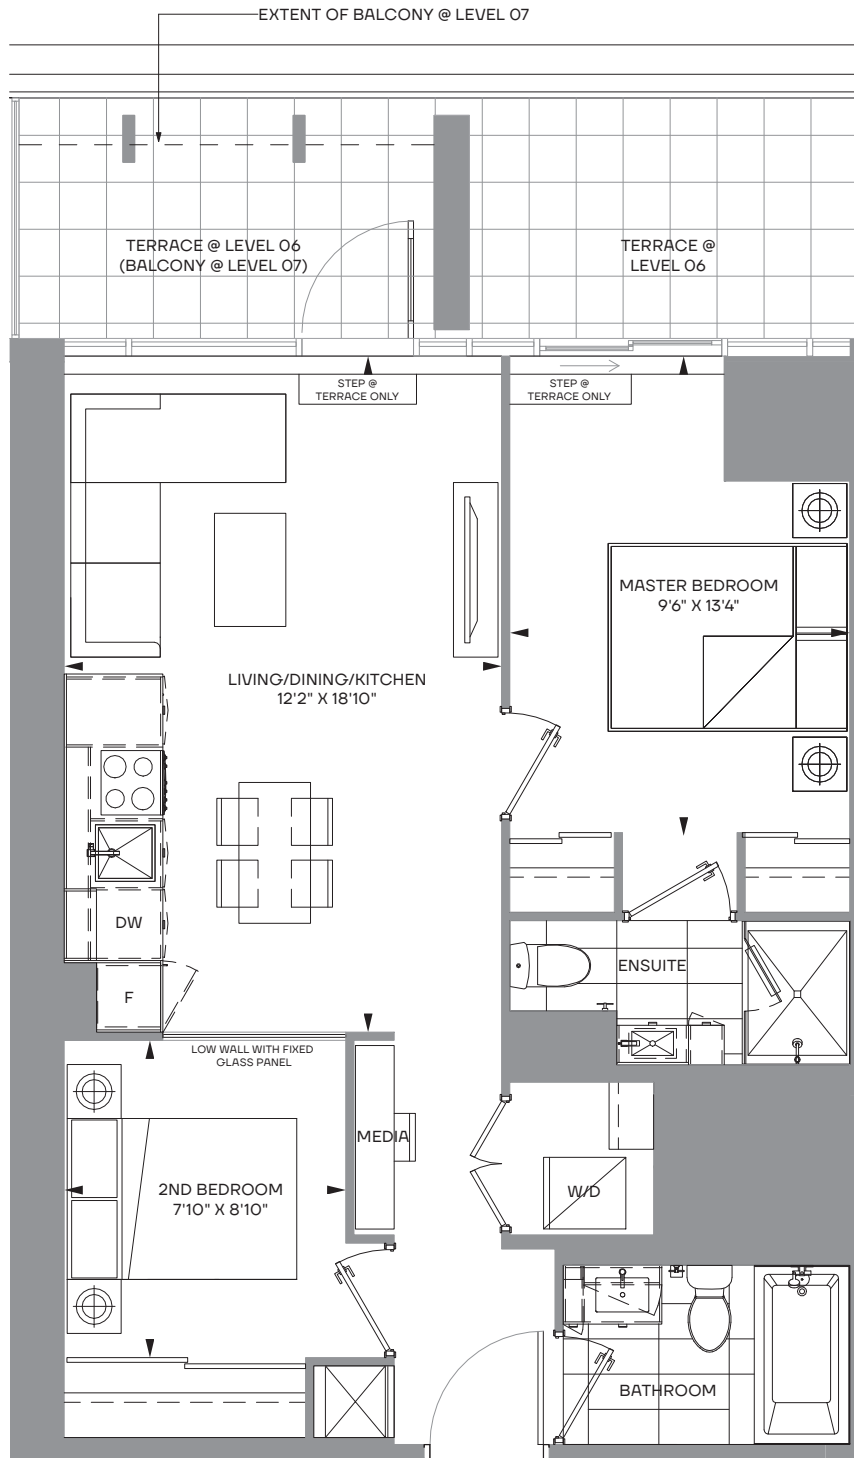 EXTENT OF BALCONY @ LEVEL 07
TERRACE @ LEVEL 06
(BALCONY @ LEVEL 07)
TERRACE @
LEVEL 06
STEP @
TERRACE ONLY
STEP @
TERRACE ONLY
MASTER BEDROOM
9'6" X 13'4"
LIVING/DINING/KITCHEN
12'2" X 18'10"
DW
F
ENSUITE
LOW WALL WITH FIXED
GLASS PANEL
MEDIA
2ND BEDROOM
7'10" X 8'10"
W/D
BATHROOM